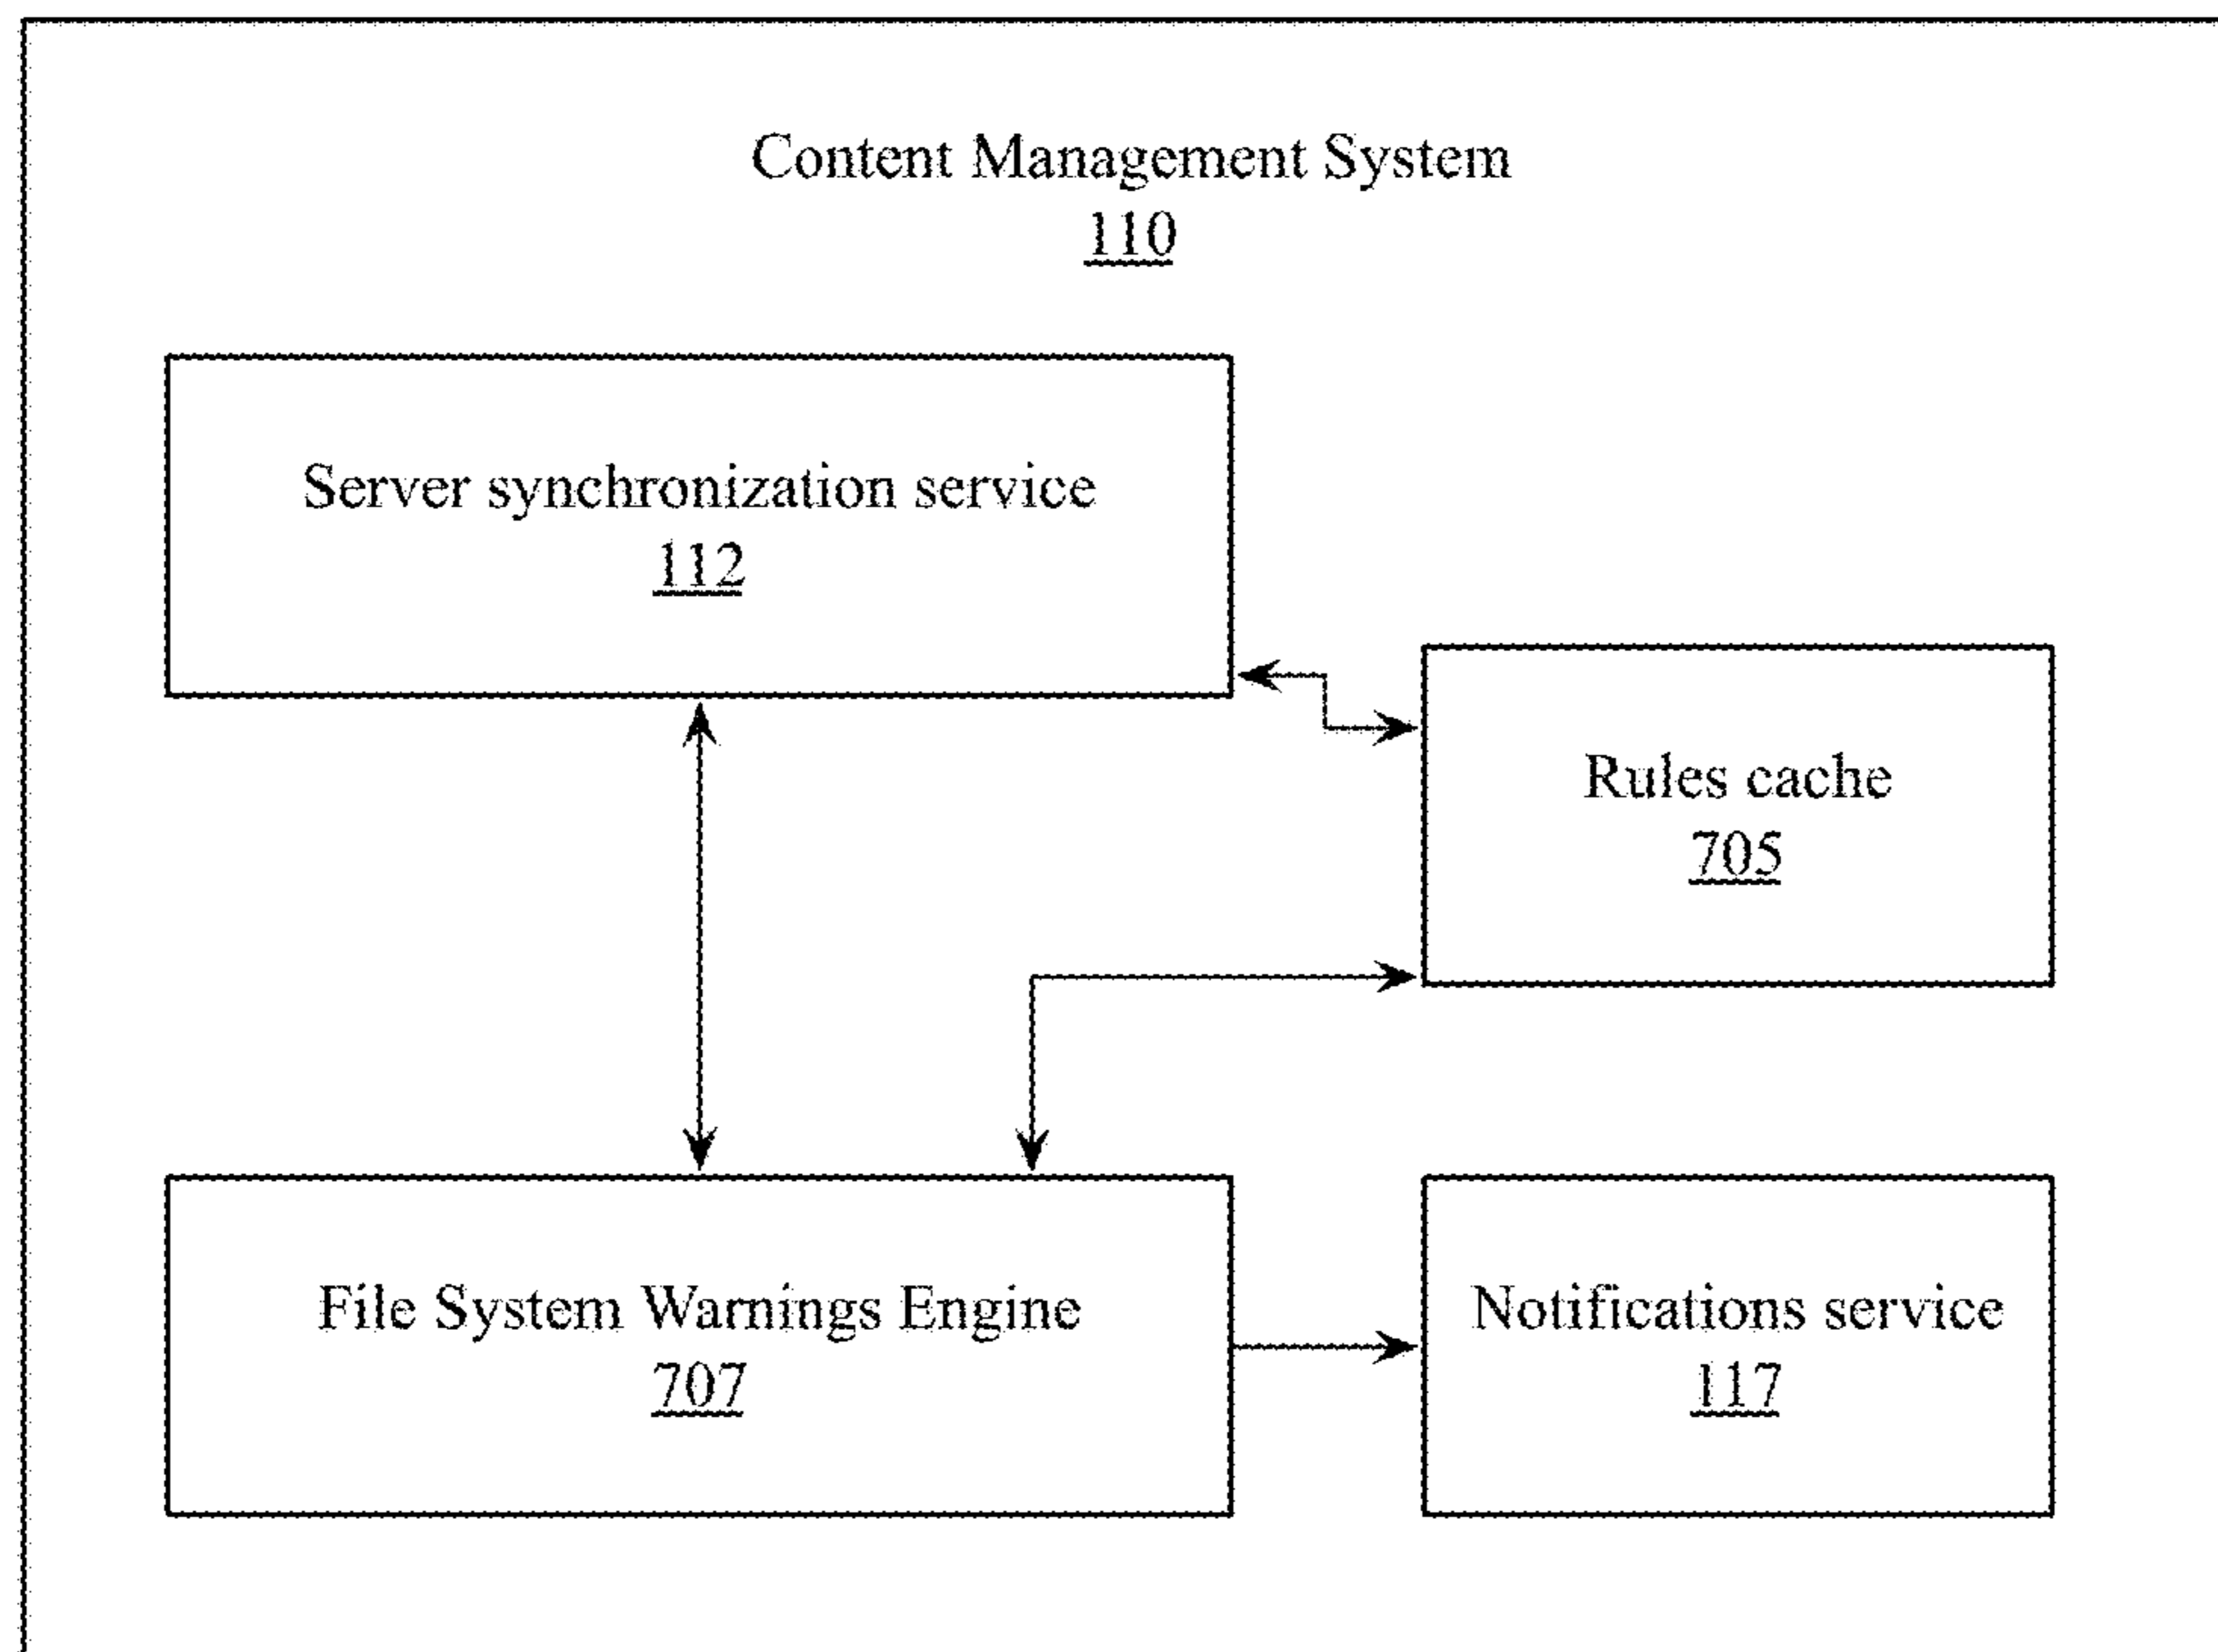 Content Management System
110
Server synchronization service
112
Rules cache
705
File System Warnings Engine
707
Notifications service
117